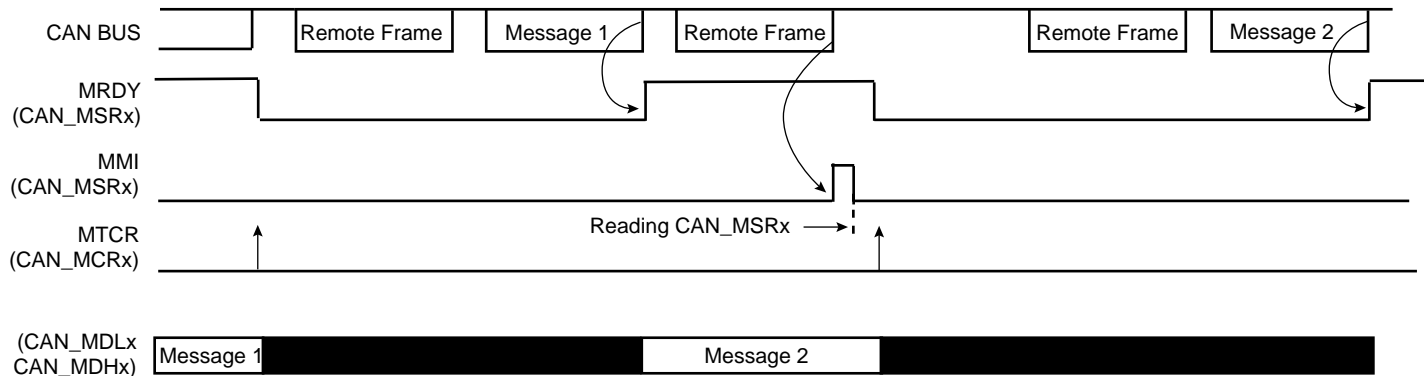 CAN BUS
Remote Frame
Message 1
Remote Frame
Remote Frame
Message 2
MRDY
(CAN_MSRx)
MMI
(CAN_MSRx)
Reading CAN_MSRx
MTCR
(CAN_MCRx)
(CAN_MDLx
CAN_MDHx)
Message 1
Message 2